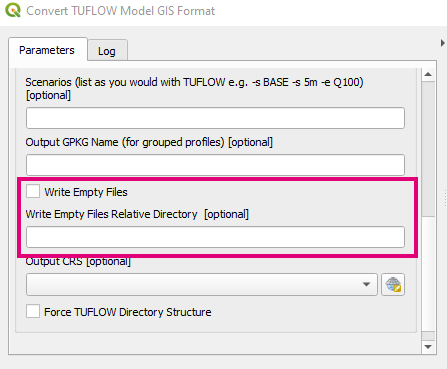 Convert TUFLOW Model GIS Format
Parameters
Log
Scenarios (list as you would with TUFLOW e.g. -s BASE -s 5m -e Q100)
[optional]
Output GPKG Name (for grouped profiles) [optional]
Write Empty Files
Write Empty Files Relative Directory [optional]
Output CRS [optional]
Force TUFLOW Directory Structure